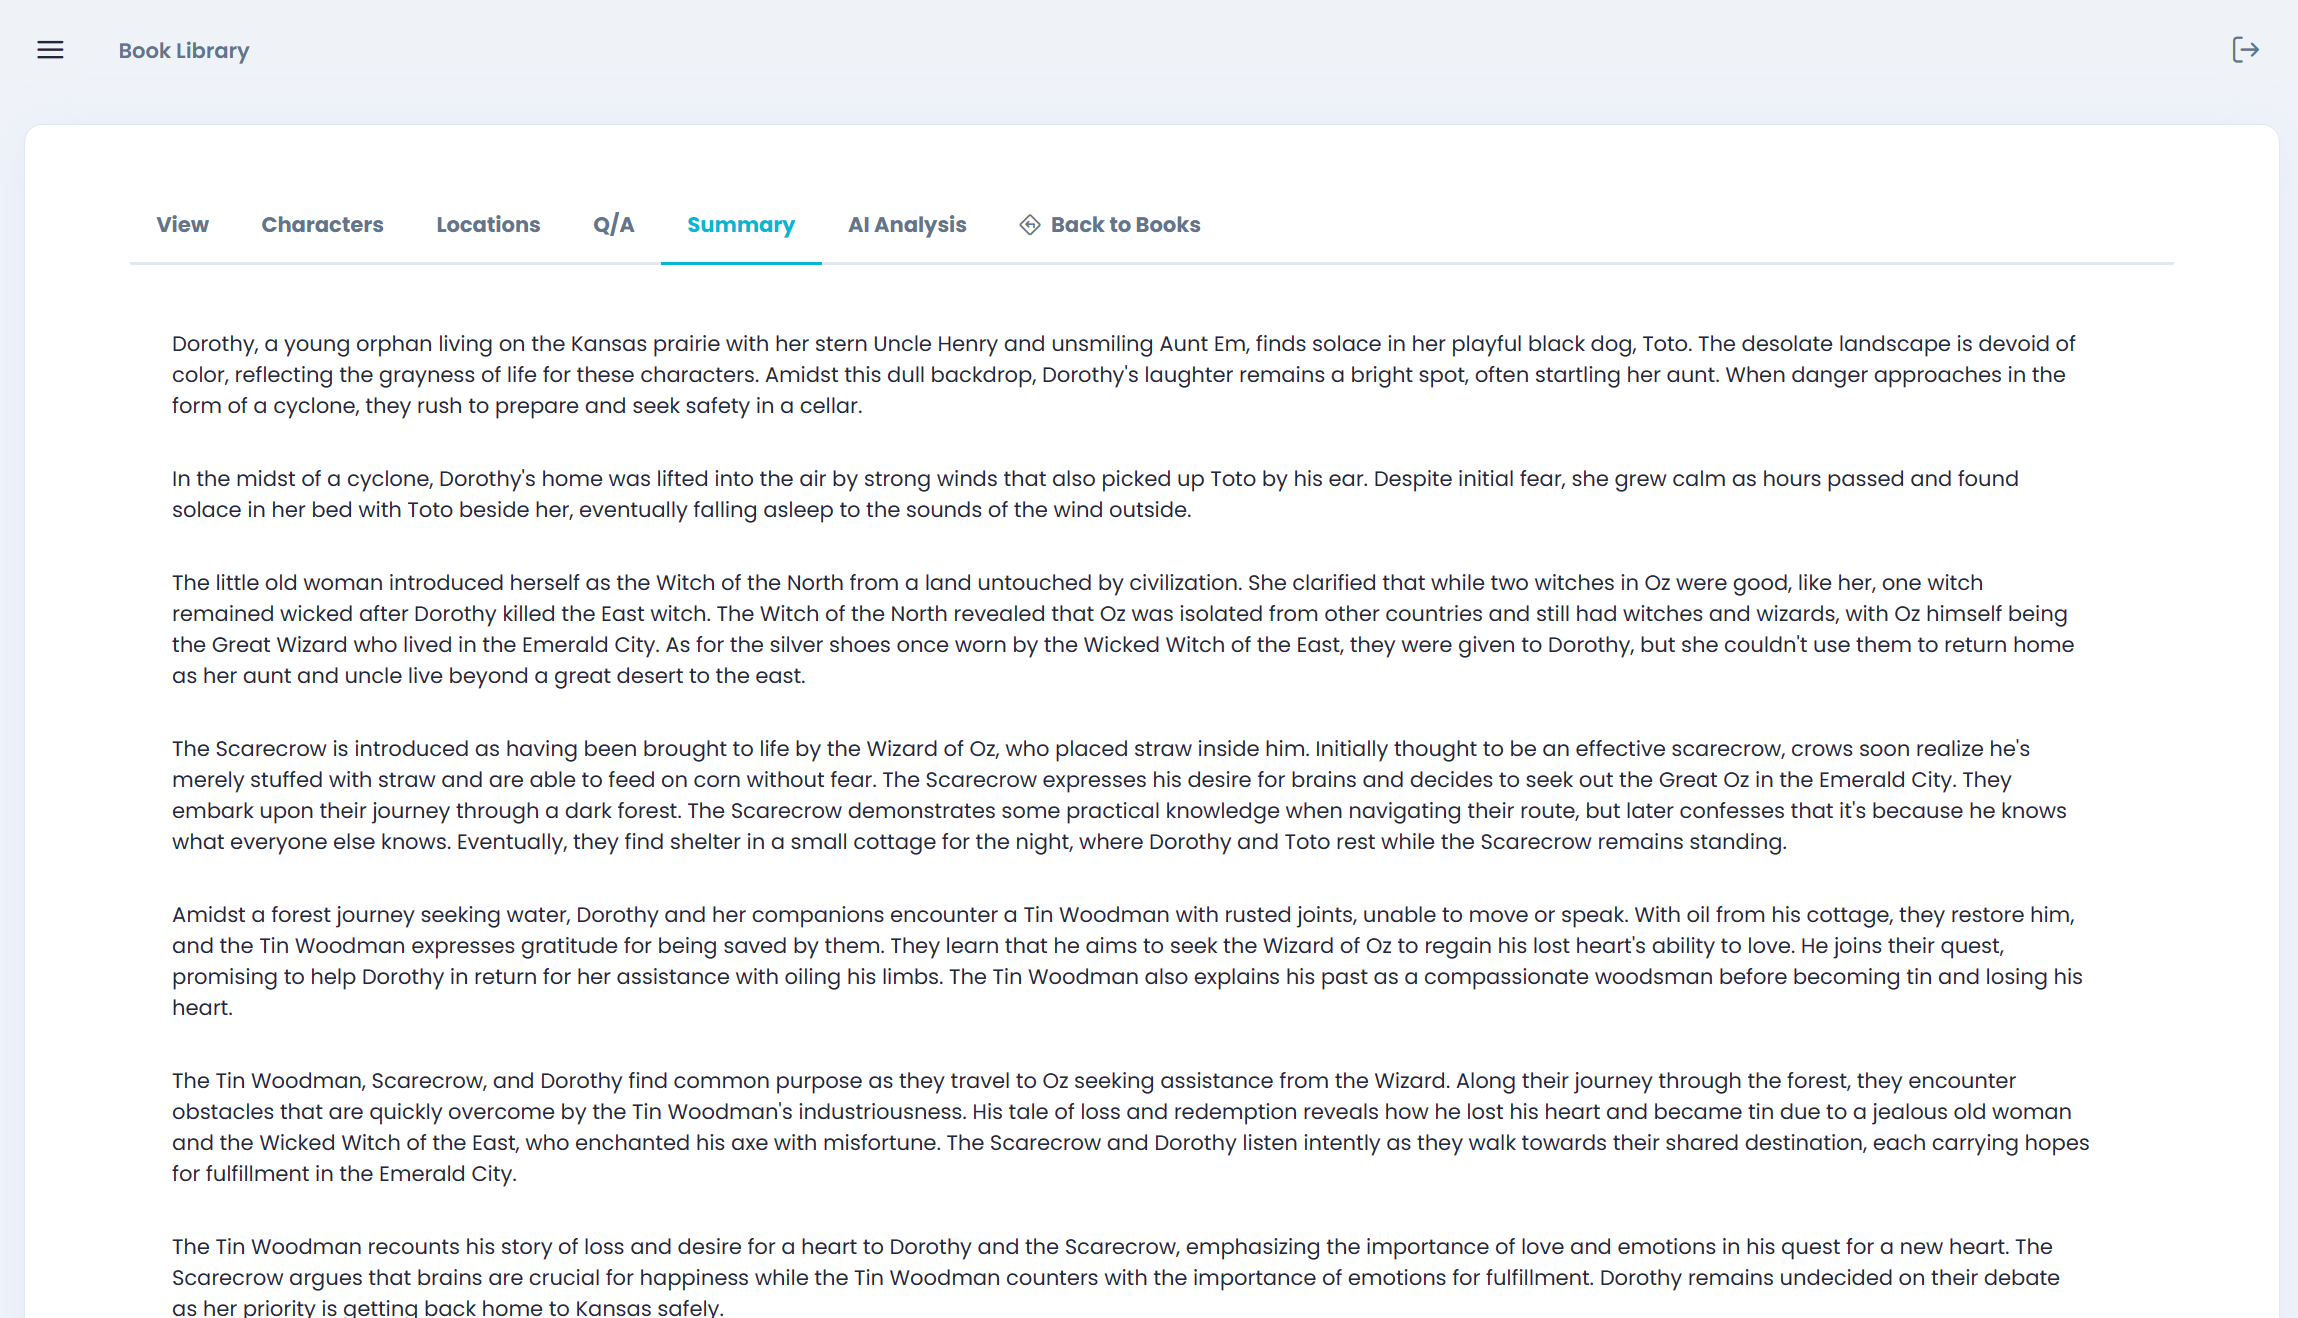 Book Library
View
Characters
Locations
Q/A
Summary
AI Analysis
Back to Books
Dorothy, a young orphan living on the Kansas prairie with her stern Uncle Henry and unsmiling Aunt Em, finds solace in her playful black dog, Toto. The desolate landscape is devoid of
color, reflecting the grayness of life for these characters. Amidst this dull backdrop, Dorothy's laughter remains a bright spot, often startling her aunt. When danger approaches in the
form of a cyclone, they rush to prepare and seek safety in a cellar.
In the midst of a cyclone, Dorothy's home was lifted into the air by strong winds that also picked up Toto by his ear. Despite initial fear, she grew calm as hours passed and found
solace in her bed with Toto beside her, eventually falling asleep to the sounds of the wind outside.
The little old woman introduced herself as the Witch of the North from a land untouched by civilization. She clarified that while two witches in Oz were good, like her, one witch
remained wicked after Dorothy killed the East witch. The Witch of the North revealed that Oz was isolated from other countries and still had witches and wizards, with Oz himself being
the Great Wizard who lived in the Emerald City. As for the silver shoes once worn by the Wicked Witch of the East, they were given to Dorothy, but she couldn't use them to return home
as her aunt and uncle live beyond a great desert to the east.
The Scarecrow is introduced as having been brought to life by the Wizard of Oz, who placed straw inside him. Initially thought to be an effective scarecrow, crows soon realize he's
merely stuffed with straw and are able to feed on corn without fear. The Scarecrow expresses his desire for brains and decides to seek out the Great Oz in the Emerald City. They
embark upon their journey through a dark forest. The Scarecrow demonstrates some practical knowledge when navigating their route, but later confesses that it's because he knows
what everyone else knows. Eventually, they find shelter in a small cottage for the night, where Dorothy and Toto rest while the Scarecrow remains standing.
Amidst a forest journey seeking water, Dorothy and her companions encounter a Tin Woodman with rusted joints, unable to move or speak. With oil from his cottage, they restore him,
and the Tin Woodman expresses gratitude for being saved by them. They learn that he aims to seek the Wizard of Oz to regain his lost heart's ability to love. He joins their quest,
promising to help Dorothy in return for her assistance with oiling his limbs. The Tin Woodman also explains his past as a compassionate woodsman before becoming tin and losing his
heart.
The Tin Woodman, Scarecrow, and Dorothy find common purpose as they travel to Oz seeking assistance from the Wizard. Along their journey through the forest, they encounter
obstacles that are quickly overcome by the Tin Woodman's industriousness. His tale of loss and redemption reveals how he lost his heart and became tin due to a jealous old woman
and the Wicked Witch of the East, who enchanted his axe with misfortune. The Scarecrow and Dorothy listen intently as they walk towards their shared destination, each carrying hopes
for fulfillment in the Emerald City.
The Tin Woodman recounts his story of loss and desire for a heart to Dorothy and the Scarecrow, emphasizing the importance of love and emotions in his quest for a new heart. The
Scarecrow argues that brains are crucial for happiness while the Tin Woodman counters with the importance of emotions for fulfillment. Dorothy remains undecided on their debate
as her priority is getting back home to Kansas safely.